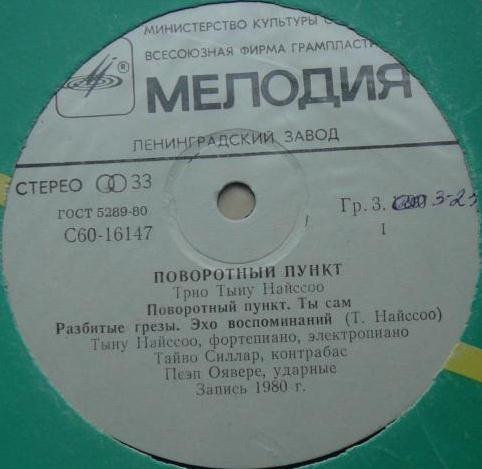 МИНИСТЕРСТВО КУЛЬТУРЫ
ВСЕСОЮЗНАЯ ФИРМА ГРАМПЛАСТ
®
МЕЛОДИЯ
ЛЕНИНГРАДСКИЙ ЗАВОД
СТЕРЕО 33
ГОСТ 5289-80
С60-16147
Гр. 3. 3-25
I
ПОВОРОТНЫЙ ПУНКТ
Трио Тыну Найссоо
Поворотный пункт. Ты сам
Разбитые грезы. Эхо воспоминаний (Т. Найссоо)
Тыну Найссоо, фортепиано, электропиано
Тайво Силлар, контрабас
Пеэп Оявере, ударные
Запись 1980 г.